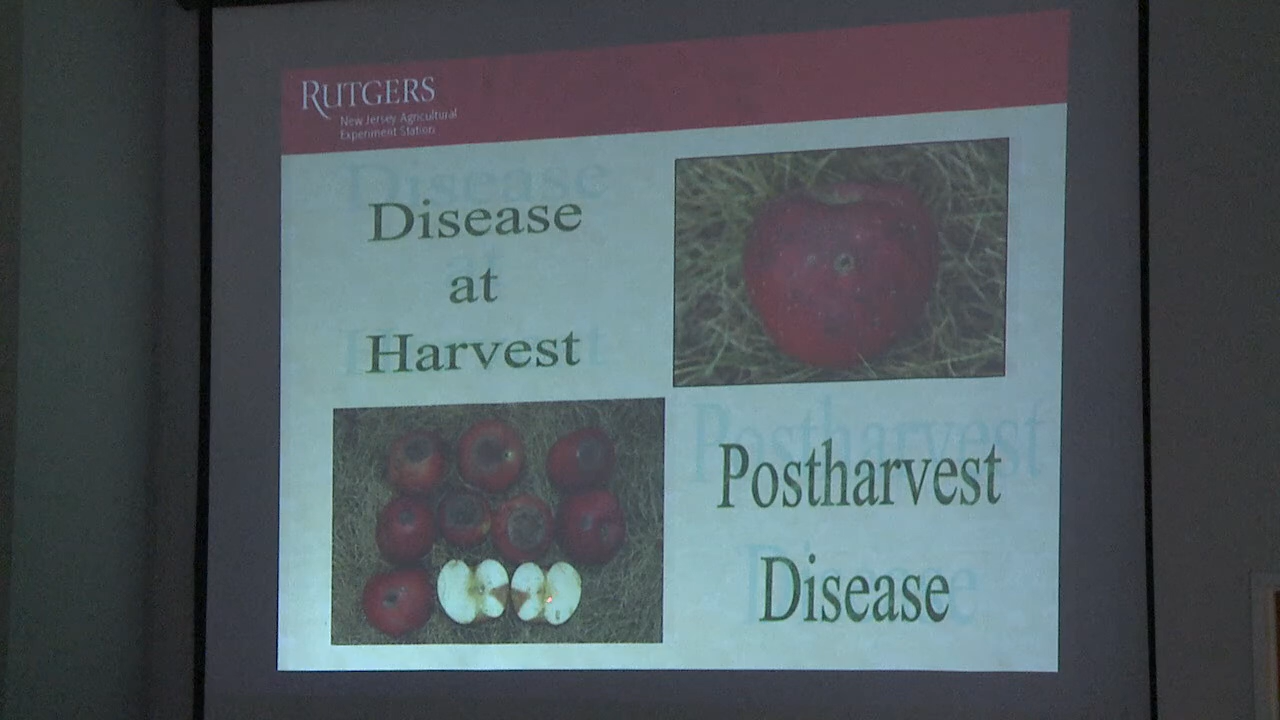 RUTGERS
New Jersey Agricultural
Experiment Station
Disease
at
Harvest
Postharvest
Disease